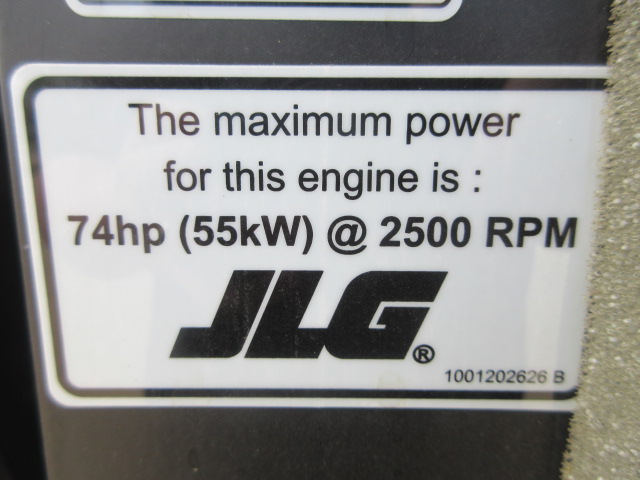 The maximum power
for this engine is :
74hp (55kW) @ 2500 RPM
JLG®
1001202626 B